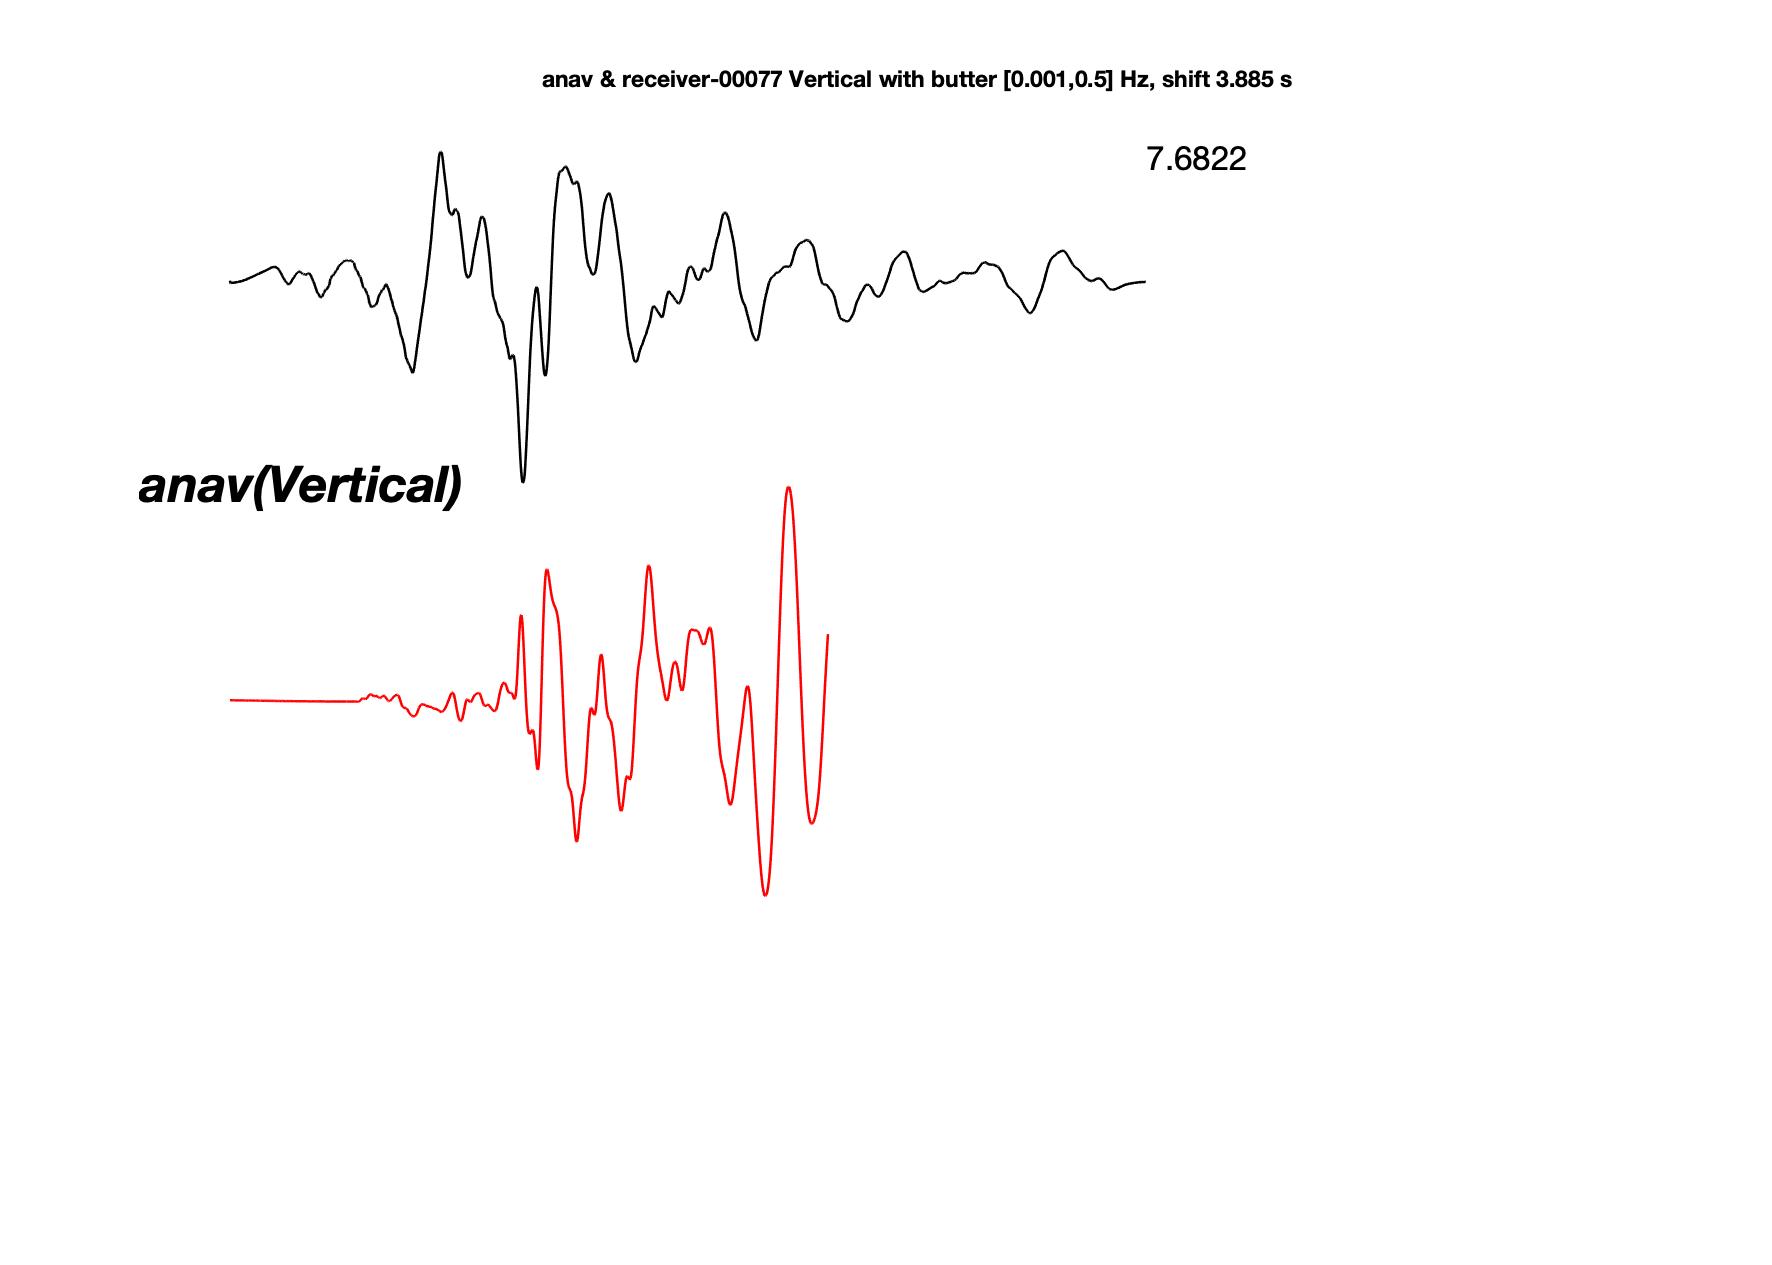 anav & receiver-00077 Vertical with butter [0.001,0.5] Hz, shift 3.885 s
7.6822
anav(Vertical)